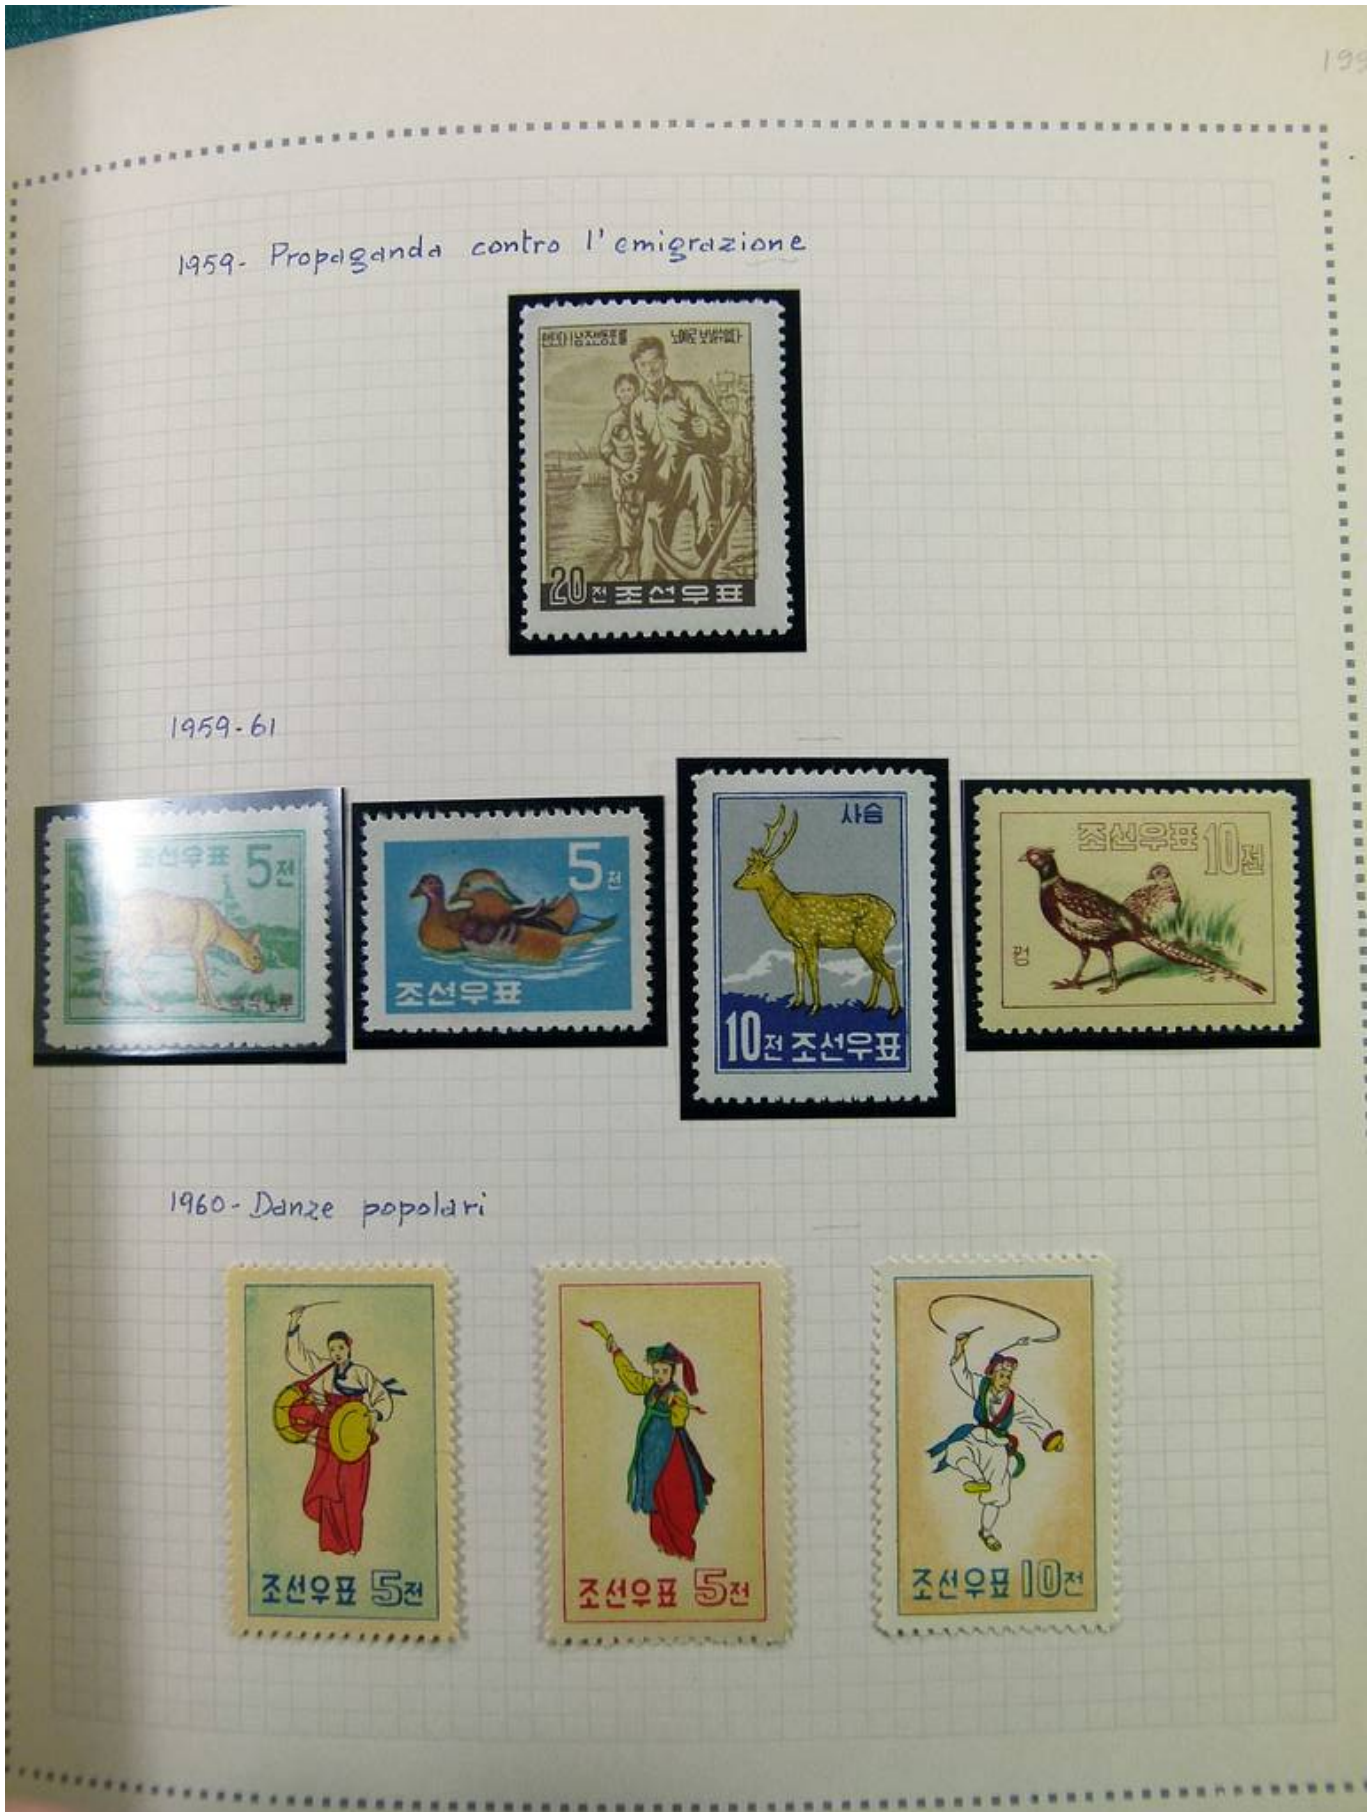 1959- Propaganda contro l'emigrazione
20 전 조선우표
1959-61
조선우표 5전
5전
조선우표
사슴
10전 조선우표
조선우표 10전
꿩
1960- Danze popolari
조선우표 5전
조선우표 5전
조선우표 10전